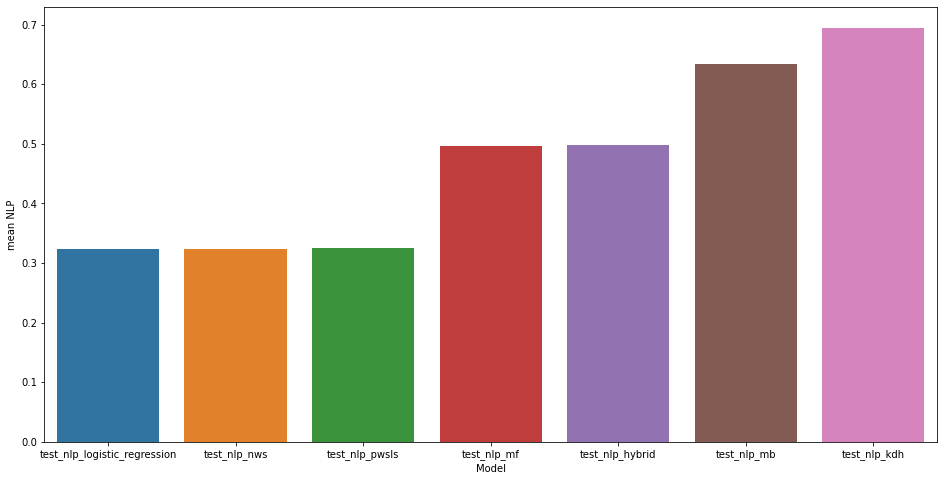 0.7
0.6
0.5
0.4
0.3
0.2
0.1
0.0
mean NLP
test_nlp_logistic_regression test_nlp_nws test_nlp_pwsls test_nlp_mf test_nlp_hybrid test_nlp_mb test_nlp_kdh
Model